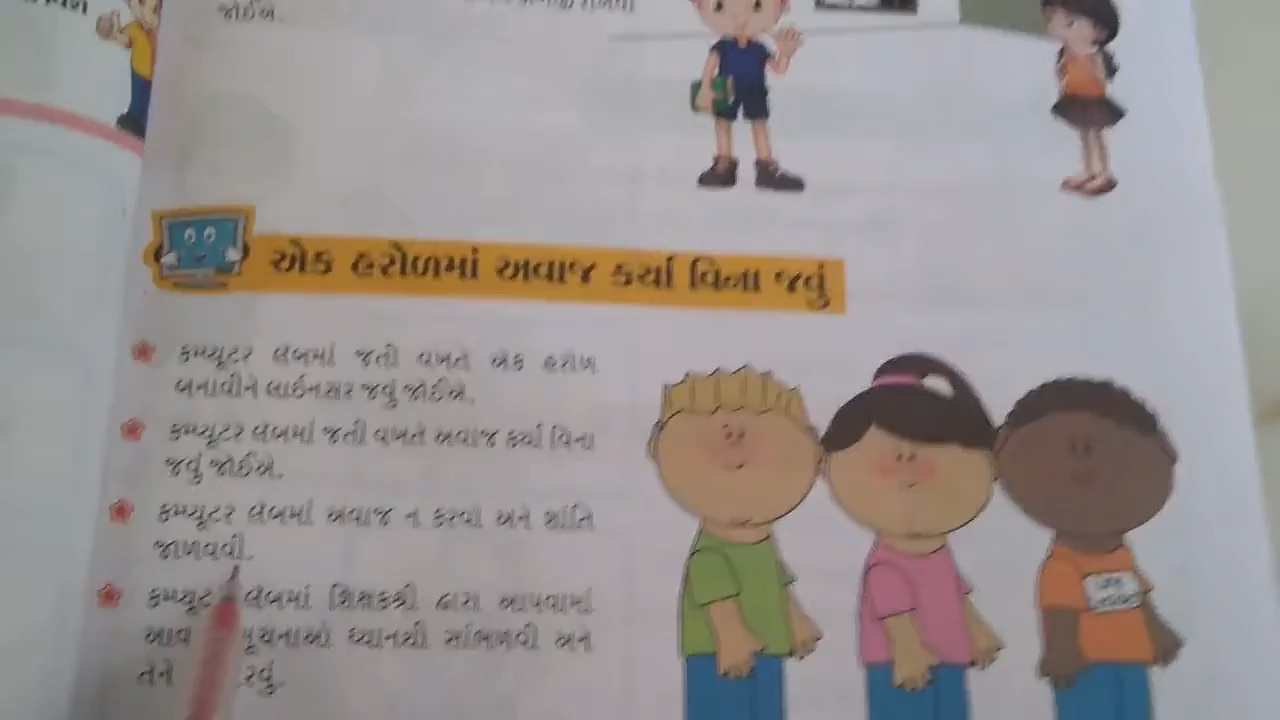 જોઈએ.
એક હરોળમાં અવાજ કર્યા વિના જવું
કમ્પ્યૂટર લૅબમાં જતી વખતે એક હરોળ
બનાવીને લાઈનસર જવું જોઈએ.
કમ્પ્યૂટર લૅબમાં જતી વખતે અવાજ કર્યા વિના
જવું જોઈએ.
કમ્પ્યૂટર લૅબમાં અવાજ ન કરવો અને શાંતિ
જાળવવી.
લૅબમાં શિક્ષકશ્રી દ્વારા આપવામાં
ધ્યાનથી સાંભળવી અને